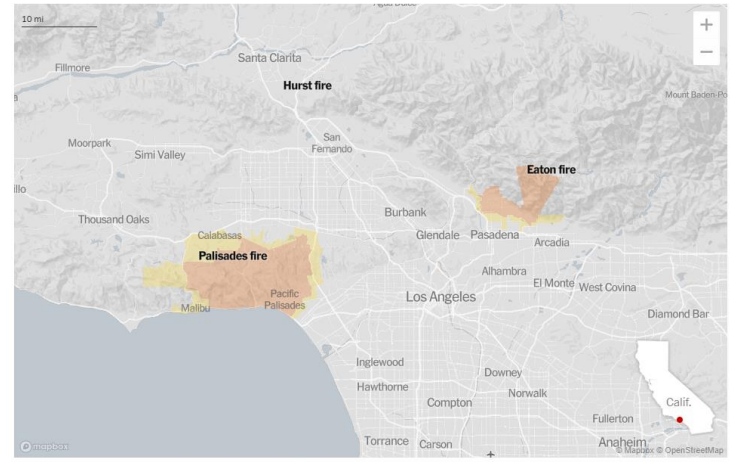 10 mi
+
−
Santa Clarita
Fillmore
Hurst fire
Mount Baden-Po
San
Fernando
Moorpark
Simi Valley
Eaton fire
illo
Thousand Oaks
Burbank
Calabasas
Glendale
Pasadena
Arcadia
Palisades fire
Alhambra
El Monte
West Covina
Pacific
Palisades
Los Angeles
Malibu
Diamond Bar
Inglewood
Downey
Hawthorne
Norwalk
Compton
Calif.
Fullerton
Torrance
Carson
Anaheim
mapbox
© Mapbox © OpenStreetMap